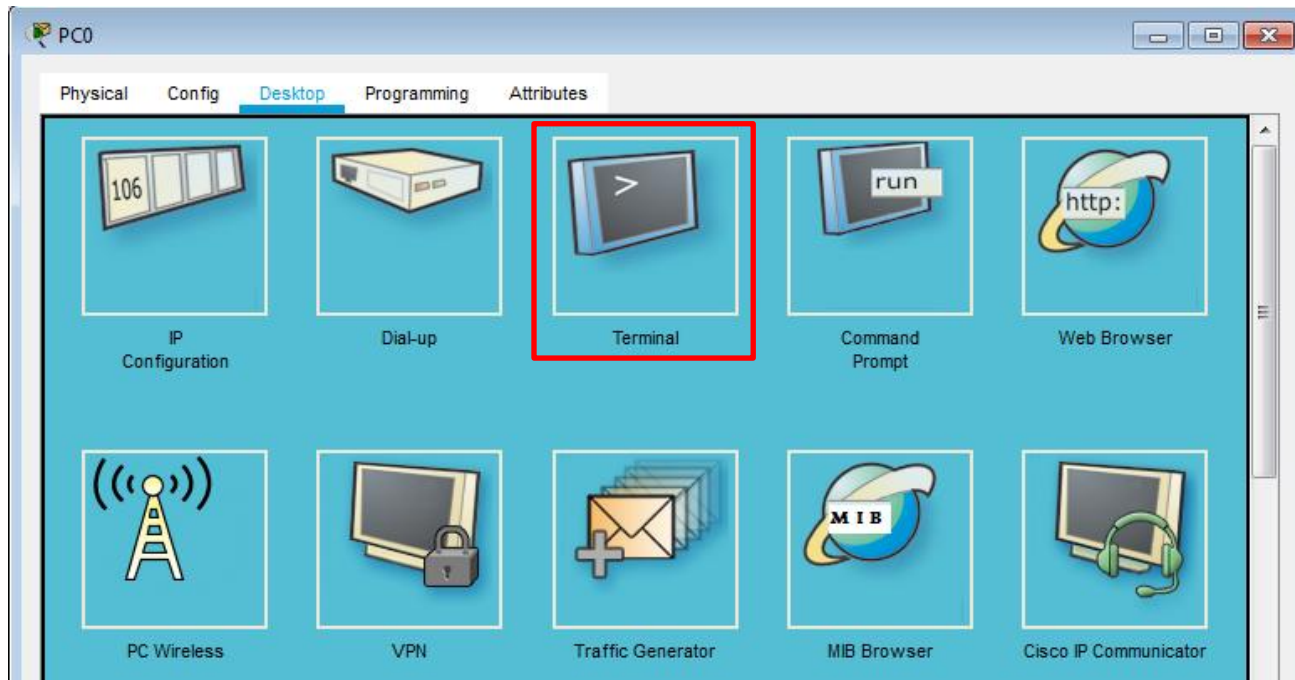 PC0
Physical Config Desktop Programming Attributes
106
>
run
http:
IP
Configuration
Dial-up
Terminal
Command
Prompt
Web Browser
MIB
PC Wireless
VPN
Traffic Generator
MIB Browser
Cisco IP Communicator